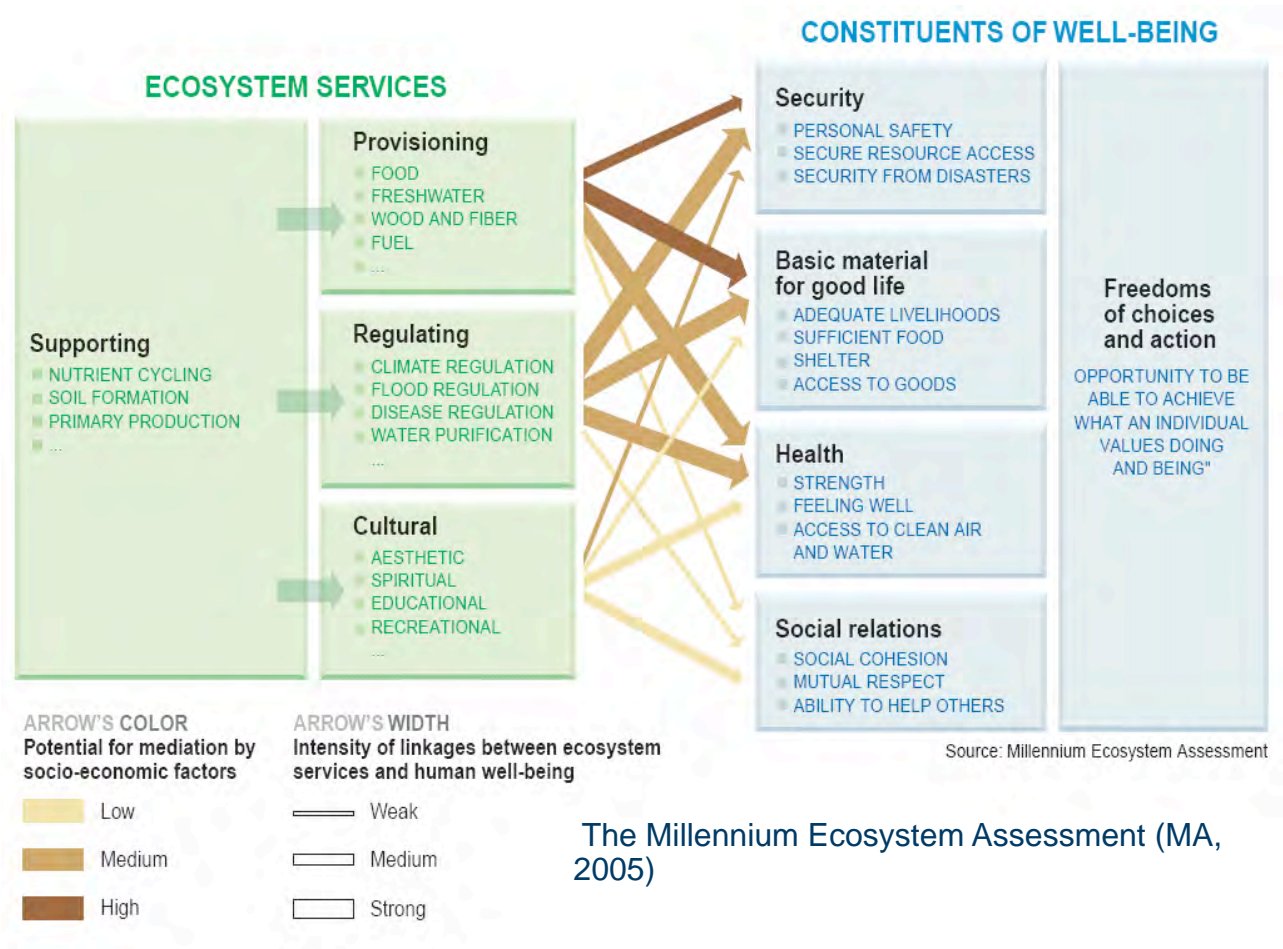 CONSTITUENTS OF WELL-BEING
ECOSYSTEM SERVICES
Supporting
NUTRIENT CYCLING
SOIL FORMATION
PRIMARY PRODUCTION
...
Provisioning
FOOD
FRESHWATER
WOOD AND FIBER
FUEL
...
Regulating
CLIMATE REGULATION
FLOOD REGULATION
DISEASE REGULATION
WATER PURIFICATION
...
Cultural
AESTHETIC
SPIRITUAL
EDUCATIONAL
RECREATIONAL
...
Security
PERSONAL SAFETY
SECURE RESOURCE ACCESS
SECURITY FROM DISASTERS
Basic material
for good life
ADEQUATE LIVELIHOODS
SUFFICIENT FOOD
SHELTER
ACCESS TO GOODS
Health
STRENGTH
FEELING WELL
ACCESS TO CLEAN AIR
AND WATER
Social relations
SOCIAL COHESION
MUTUAL RESPECT
ABILITY TO HELP OTHERS
Freedoms
of choices
and action
OPPORTUNITY TO BE
ABLE TO ACHIEVE
WHAT AN INDIVIDUAL
VALUES DOING
AND BEING"
Source: Millennium Ecosystem Assessment
ARROW'S COLOR
Potential for mediation by
socio-economic factors
Low
Medium
High
ARROW'S WIDTH
Intensity of linkages between ecosystem
services and human well-being
Weak
Medium
Strong
The Millennium Ecosystem Assessment (MA,
2005)